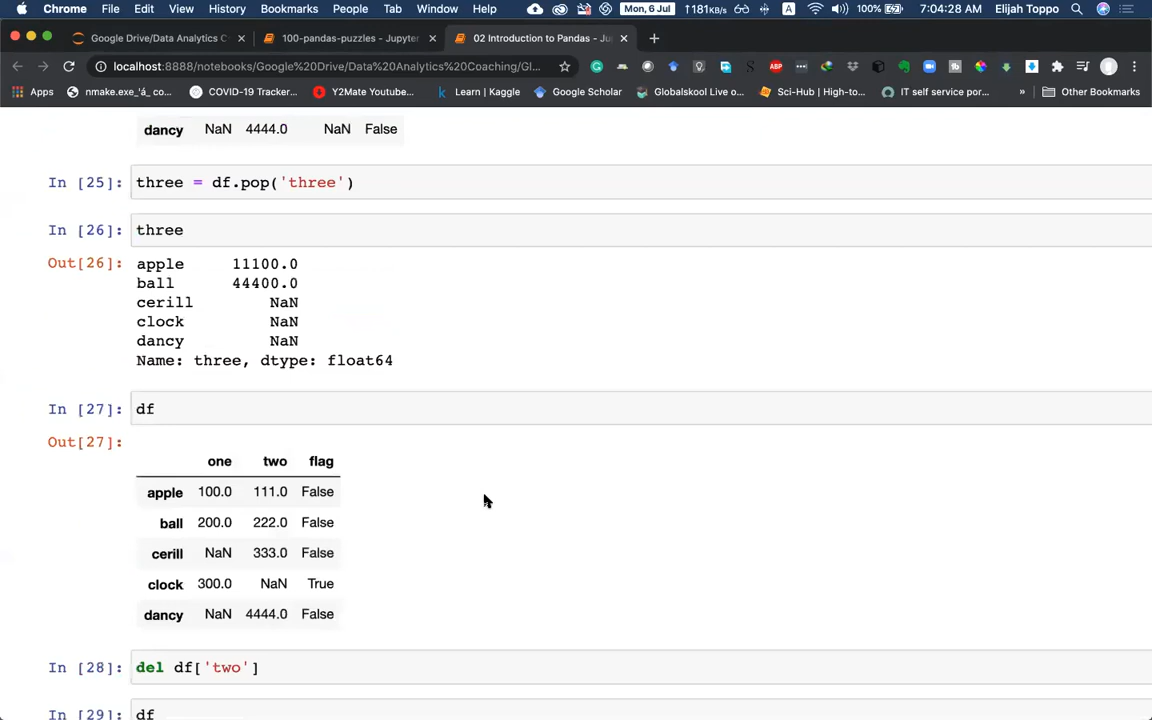 Chrome File Edit View History Bookmarks People Tab Window Help Mon, 6 Jul ↑181KB/s A 100% 7:04:28 AM Elijah Toppo
Google Drive/Data Analytics C × 100-pandas-puzzles - Jupyter × 02 Introduction to Pandas - Ju × +
localhost:8888/notebooks/Google%20Drive/Data%20Analytics%20Coaching/Gl... ABP
Apps nmake.exe_'á_ co... COVID-19 Tracker... Y2Mate Youtube... Learn | Kaggle Google Scholar Globalskool Live o... Sci-Hub | High-to... IT self service por... » Other Bookmarks
dancy NaN 4444.0 NaN False
In [25]: three = df.pop('three')
In [26]: three
Out[26]: apple 11100.0
ball 44400.0
cerill NaN
clock NaN
dancy NaN
Name: three, dtype: float64
In [27]: df
Out[27]:
one two flag
apple 100.0 111.0 False
ball 200.0 222.0 False
cerill NaN 333.0 False
clock 300.0 NaN True
dancy NaN 4444.0 False
In [28]: del df['two']
In [29]: df